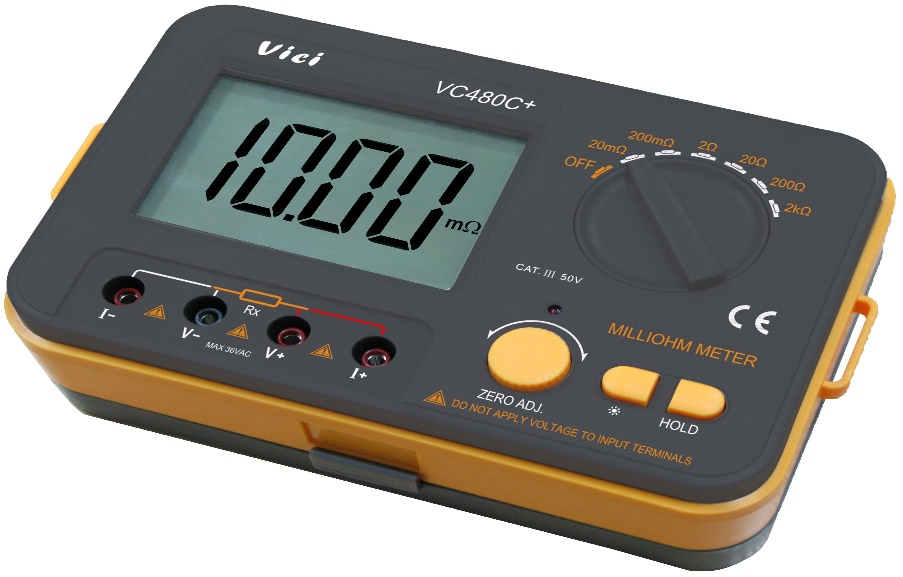 Vici
VC480C+
10.00
mΩ
OFF
20mΩ
200mΩ
2Ω
20Ω
200Ω
2kΩ
CAT. III 50V
I-
V-
Rx
V+
I+
MAX 36VAC
ZERO ADJ.
HOLD
MILLIOHM METER
CE
DO NOT APPLY VOLTAGE TO INPUT TERMINALS